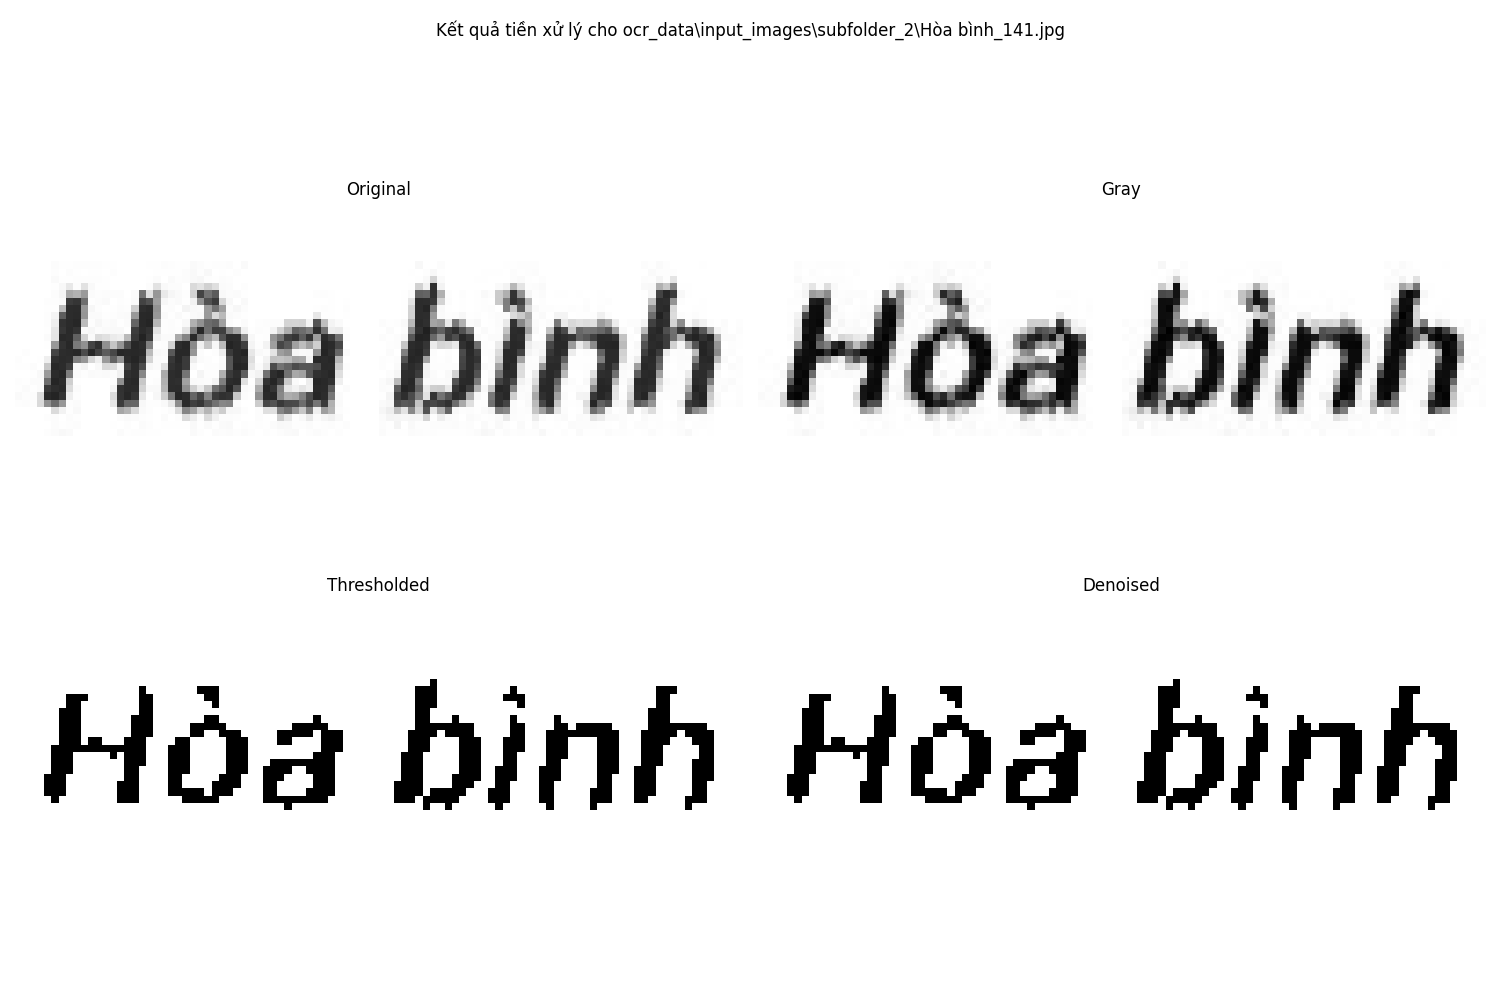 Kết quả tiền xử lý cho ocr_data\input_images\subfolder_2\Hòa bình_141.jpg
Original
Gray
Hòa bình
Hòa bình
Thresholded
Denoised
Hòa bình
Hòa bình